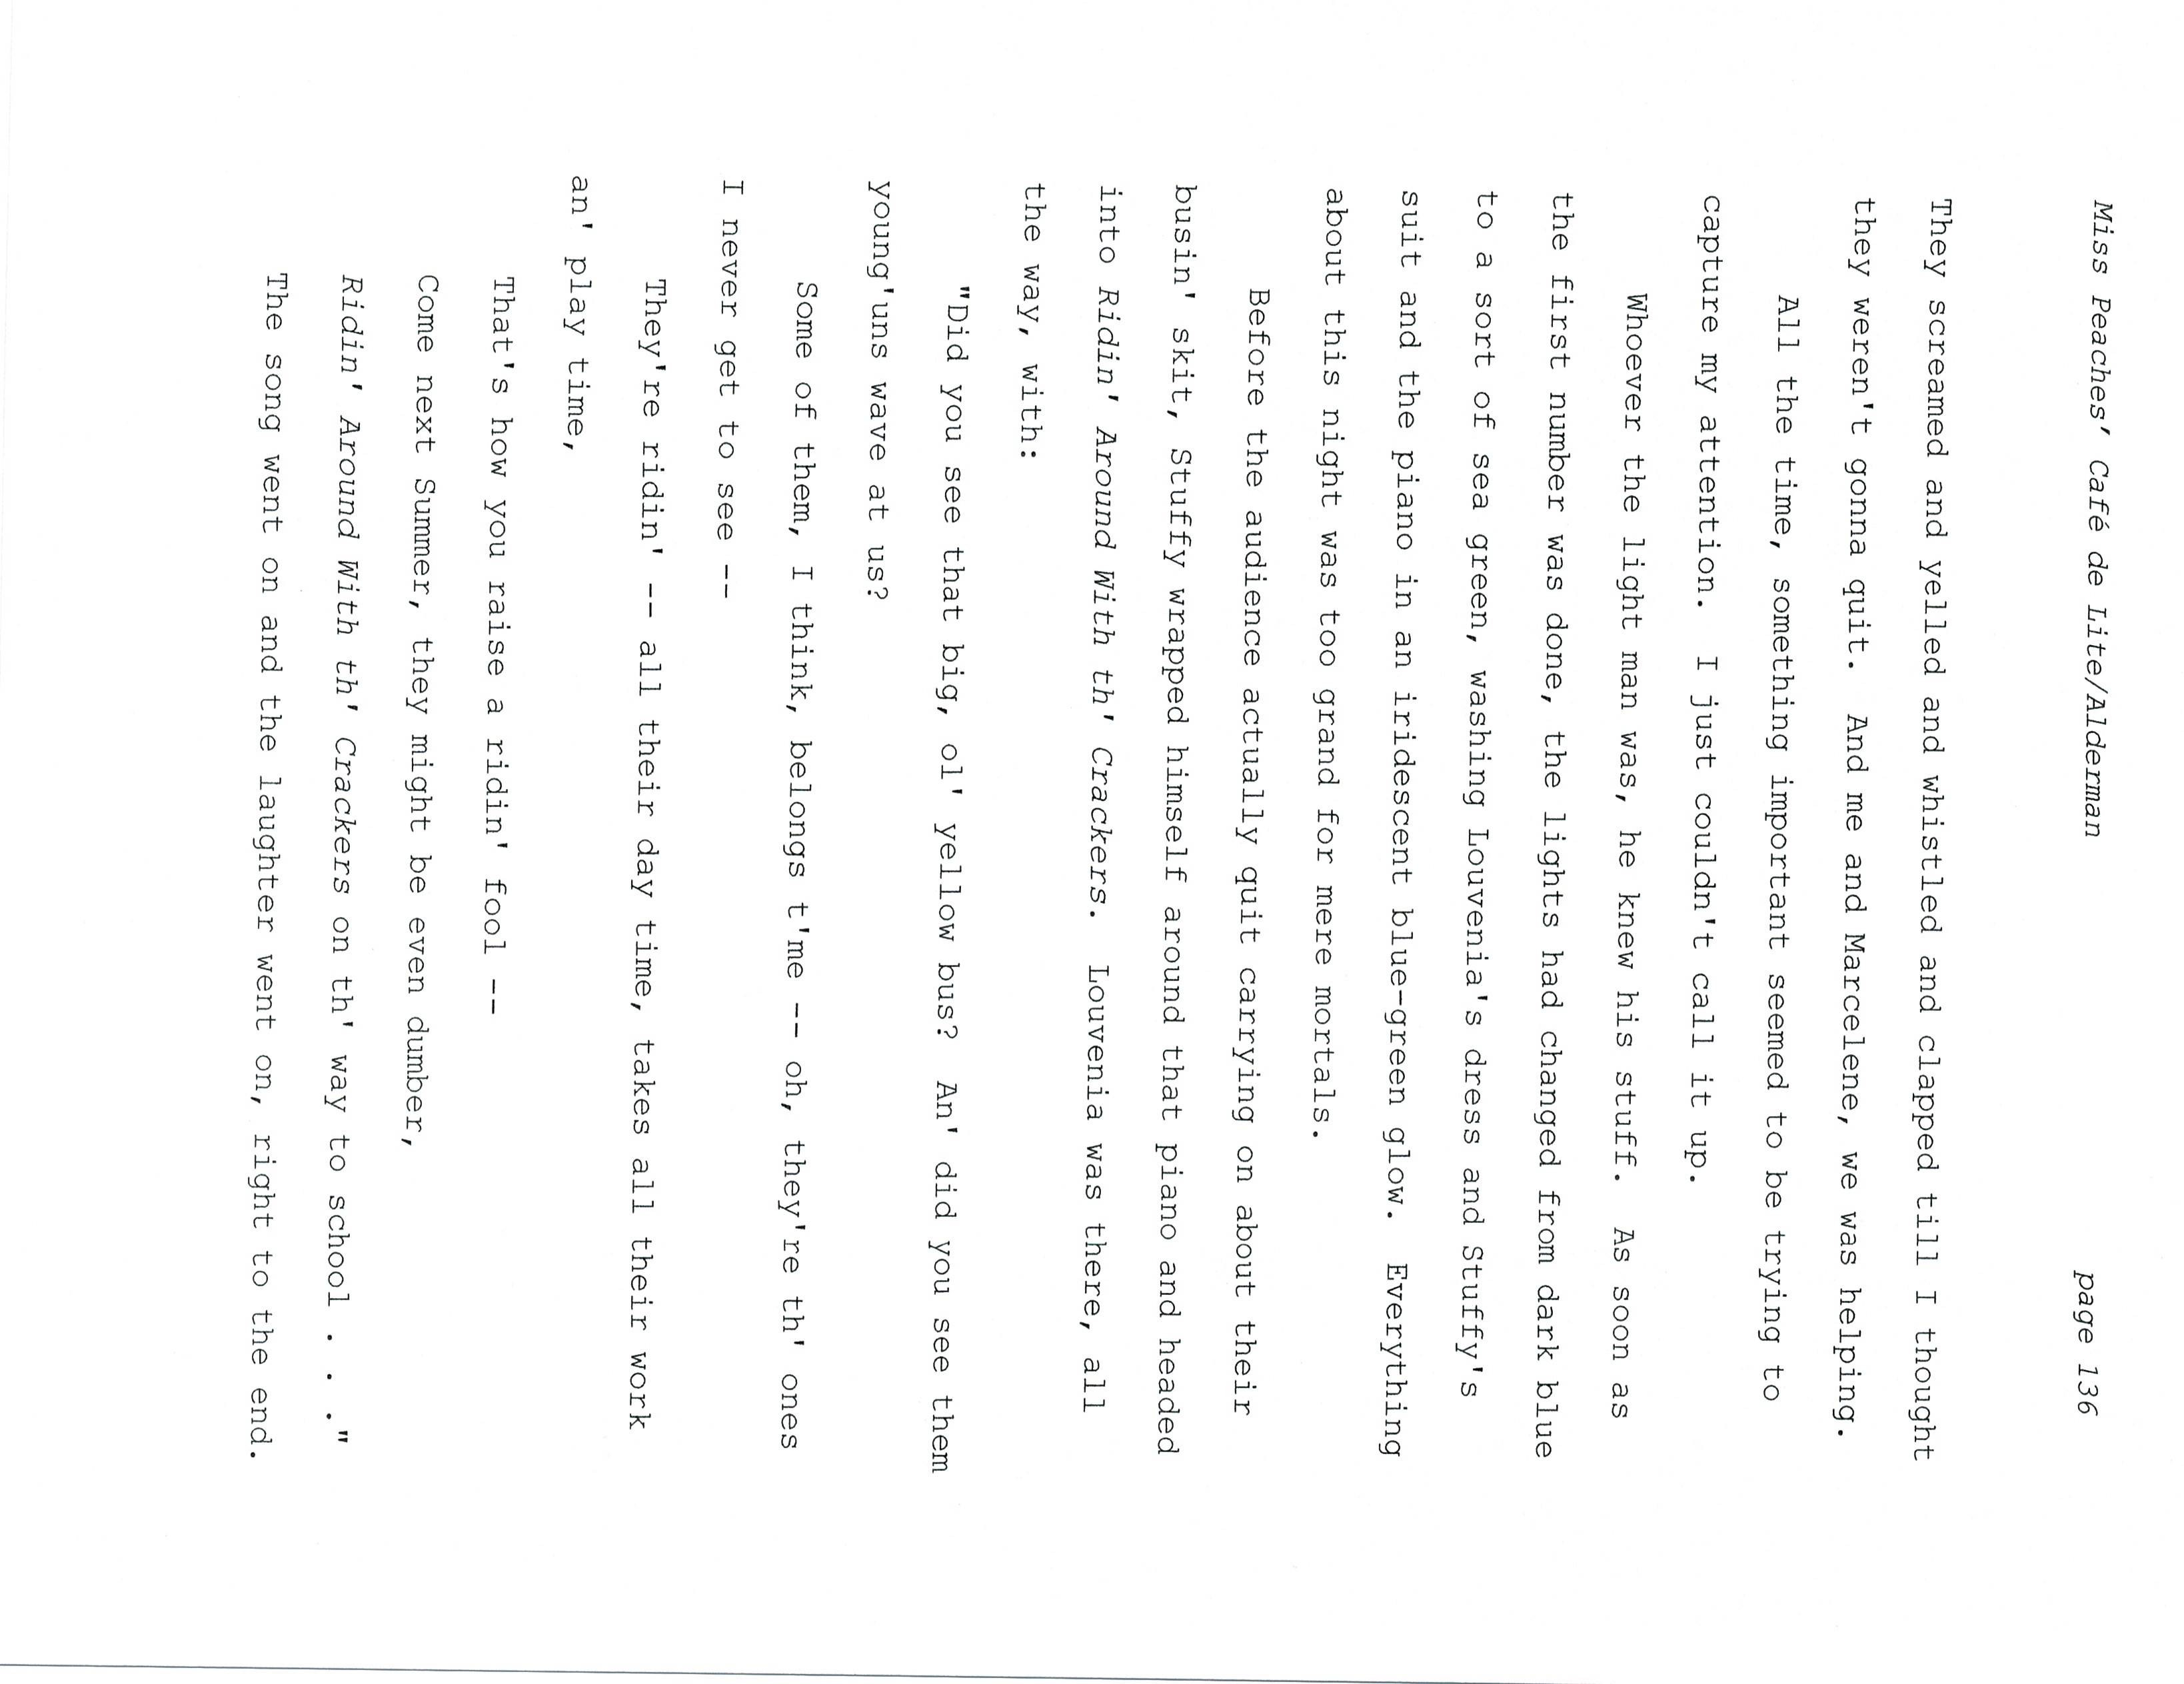 Miss Peaches' Café de Lite/Alderman page 136
They screamed and yelled and whistled and clapped till I thought
they weren't gonna quit. And me and Marcelene, we was helping.
All the time, something important seemed to be trying to
capture my attention. I just couldn't call it up.
Whoever the light man was, he knew his stuff. As soon as
the first number was done, the lights had changed from dark blue
to a sort of sea green, washing Louvenia's dress and Stuffy's
suit and the piano in an iridescent blue-green glow. Everything
about this night was too grand for mere mortals.
Before the audience actually quit carrying on about their
busin' skit, Stuffy wrapped himself around that piano and headed
into Ridin' Around With th' Crackers. Louvenia was there, all
the way, with:
"Did you see that big, ol' yellow bus? An' did you see them
young'uns wave at us?
Some of them, I think, belongs t'me -- oh, they're th' ones
I never get to see --
They're ridin' -- all their day time, takes all their work
an' play time,
That's how you raise a ridin' fool --
Come next Summer, they might be even dumber,
Ridin' Around With th' Crackers on th' way to school . . ."
The song went on and the laughter went on, right to the end.